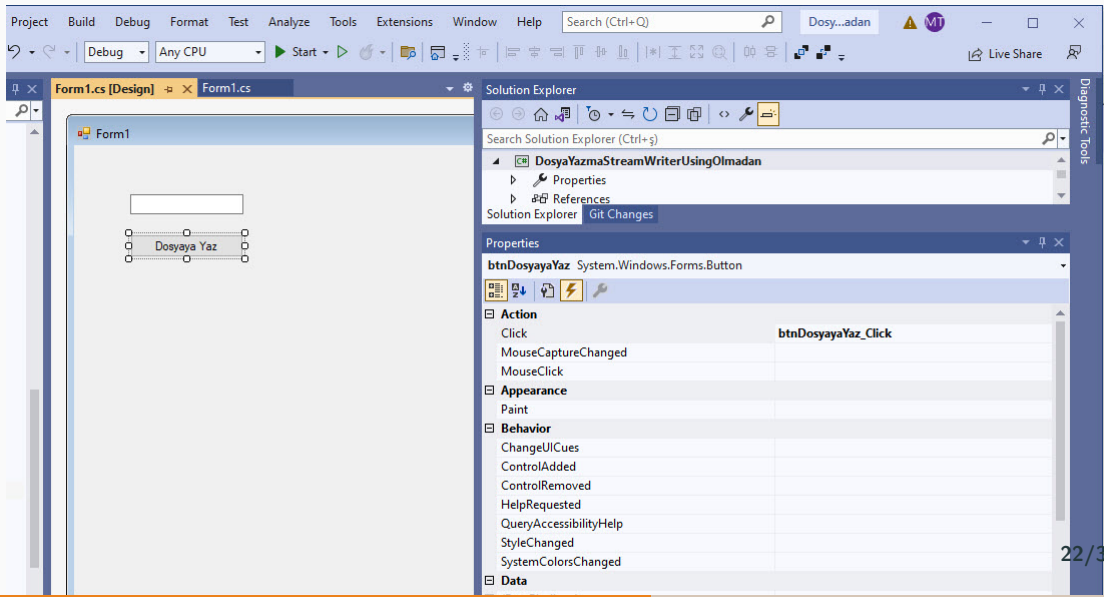 Project Build Debug Format Test Analyze Tools Extensions Window Help Search (Ctrl+Q) Dosy...adan MT
Debug Any CPU Start Live Share
Form1.cs [Design] Form1.cs
Form1
Dosyaya Yaz
Solution Explorer
Search Solution Explorer (Ctrl+ş)
C# DosyaYazmaStreamWriterUsingOlmadan
Properties
References
Solution Explorer Git Changes
Properties
btnDosyayaYaz System.Windows.Forms.Button
Action
Click btnDosyayaYaz_Click
MouseCaptureChanged
MouseClick
Appearance
Paint
Behavior
ChangeUICues
ControlAdded
ControlRemoved
HelpRequested
QueryAccessibilityHelp
StyleChanged
SystemColorsChanged
Data
Diagnostic Tools
22/3